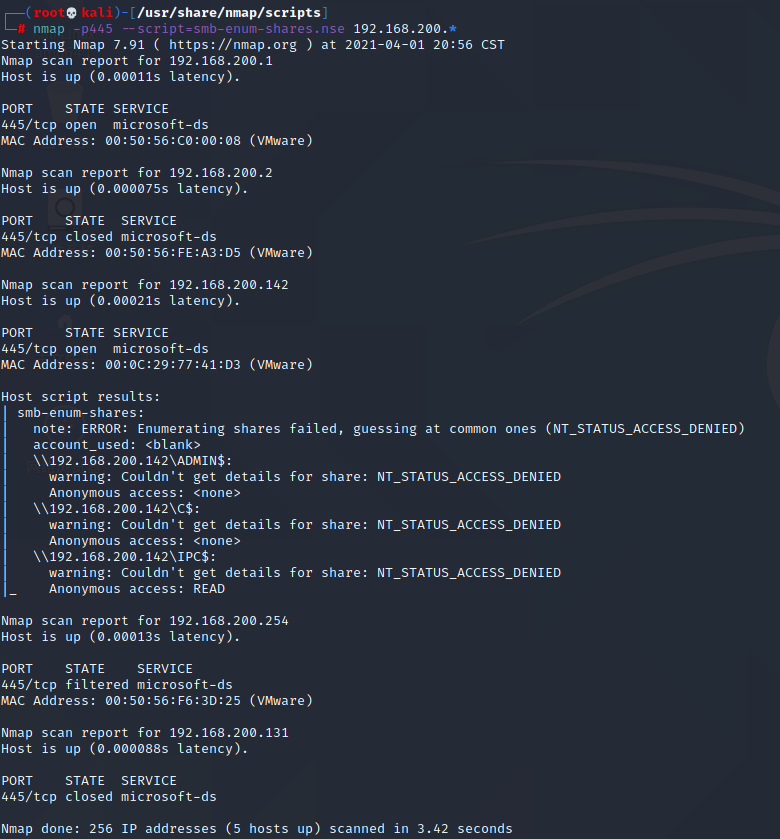 ┌──(root💀kali)-[/usr/share/nmap/scripts]
└─# nmap -p445 --script=smb-enum-shares.nse 192.168.200.*
Starting Nmap 7.91 ( https://nmap.org ) at 2021-04-01 20:56 CST
Nmap scan report for 192.168.200.1
Host is up (0.00011s latency).

PORT    STATE SERVICE
445/tcp open  microsoft-ds
MAC Address: 00:50:56:C0:00:08 (VMware)

Nmap scan report for 192.168.200.2
Host is up (0.000075s latency).

PORT    STATE  SERVICE
445/tcp closed microsoft-ds
MAC Address: 00:50:56:FE:A3:D5 (VMware)

Nmap scan report for 192.168.200.142
Host is up (0.00021s latency).

PORT    STATE SERVICE
445/tcp open  microsoft-ds
MAC Address: 00:0C:29:77:41:D3 (VMware)

Host script results:
| smb-enum-shares:
|   note: ERROR: Enumerating shares failed, guessing at common ones (NT_STATUS_ACCESS_DENIED)
|   account_used: <blank>
|   \\192.168.200.142\ADMIN$:
|     warning: Couldn't get details for share: NT_STATUS_ACCESS_DENIED
|     Anonymous access: <none>
|   \\192.168.200.142\C$:
|     warning: Couldn't get details for share: NT_STATUS_ACCESS_DENIED
|     Anonymous access: <none>
|   \\192.168.200.142\IPC$:
|     warning: Couldn't get details for share: NT_STATUS_ACCESS_DENIED
|_    Anonymous access: READ

Nmap scan report for 192.168.200.254
Host is up (0.00013s latency).

PORT    STATE    SERVICE
445/tcp filtered microsoft-ds
MAC Address: 00:50:56:F6:3D:25 (VMware)

Nmap scan report for 192.168.200.131
Host is up (0.000088s latency).

PORT    STATE  SERVICE
445/tcp closed microsoft-ds

Nmap done: 256 IP addresses (5 hosts up) scanned in 3.42 seconds